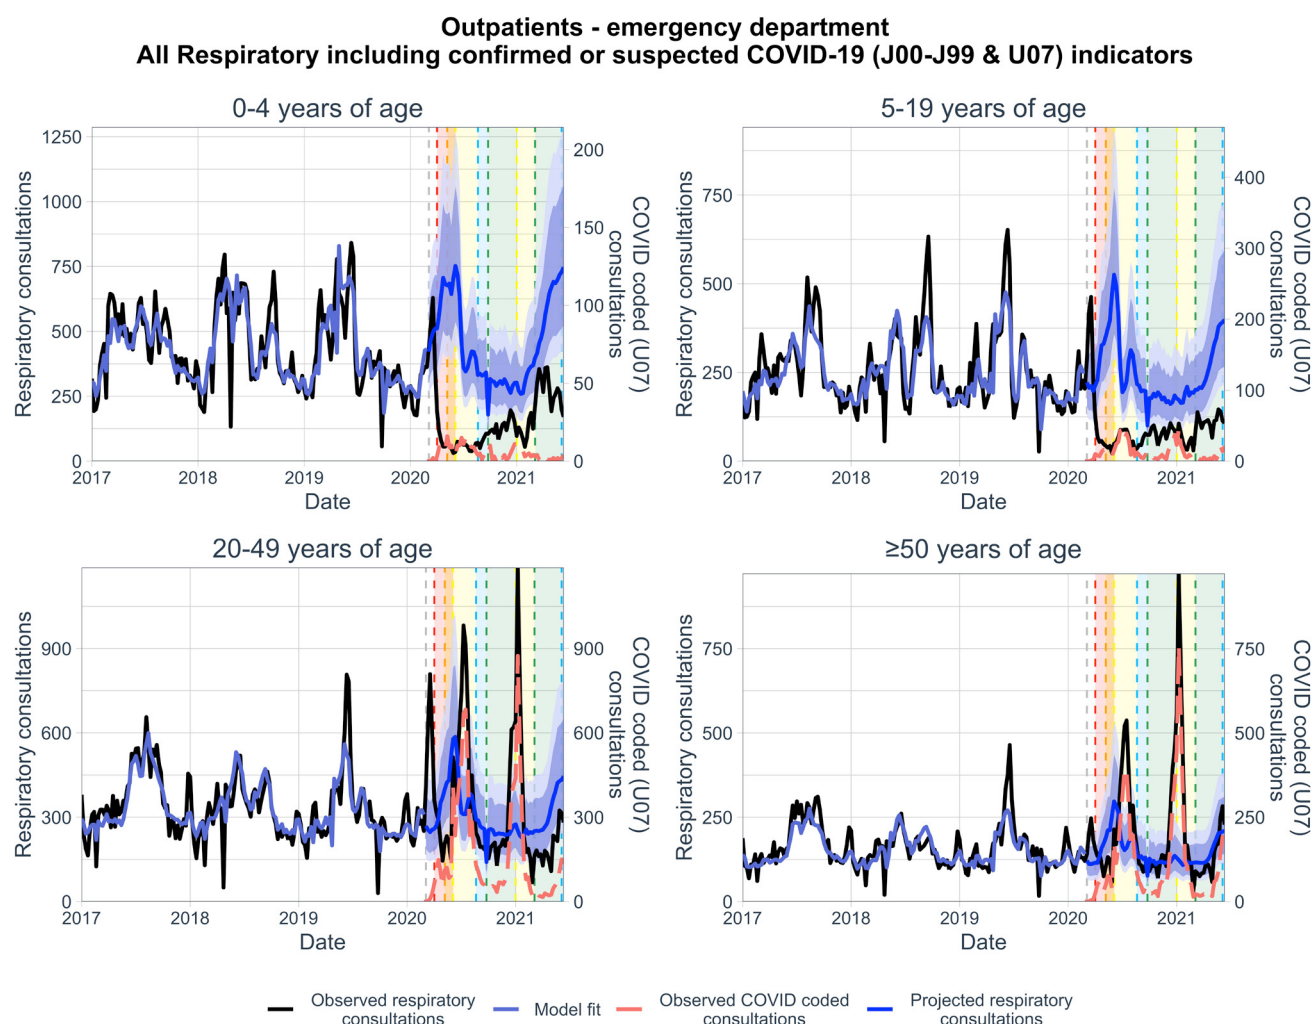 Outpatients - emergency department
All Respiratory including confirmed or suspected COVID-19 (J00-J99 & U07) indicators
0-4 years of age
Respiratory consultations
1250
1000
750
500
250
0
200
150
100
50
0
COVID coded (U07)
consultations
2017
2018
2019
2020
2021
Date
5-19 years of age
Respiratory consultations
750
500
250
0
400
300
200
100
0
COVID coded (U07)
consultations
2017
2018
2019
2020
2021
Date
20-49 years of age
Respiratory consultations
900
600
300
0
900
600
300
0
COVID coded (U07)
consultations
2017
2018
2019
2020
2021
Date
≥50 years of age
Respiratory consultations
750
500
250
0
750
500
250
0
COVID coded (U07)
consultations
2017
2018
2019
2020
2021
Date
Observed respiratory
consultations
Model fit
Observed COVID coded
consultations
Projected respiratory
consultations